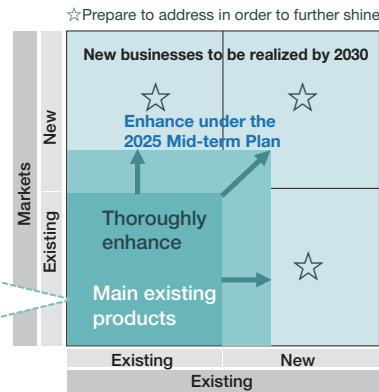 ☆Prepare to address in order to further shine
New businesses to be realized by 2030
Enhance under the
2025 Mid-term Plan
Thoroughly
enhance
Main existing
products
Markets
New
Existing
Existing
New
Existing